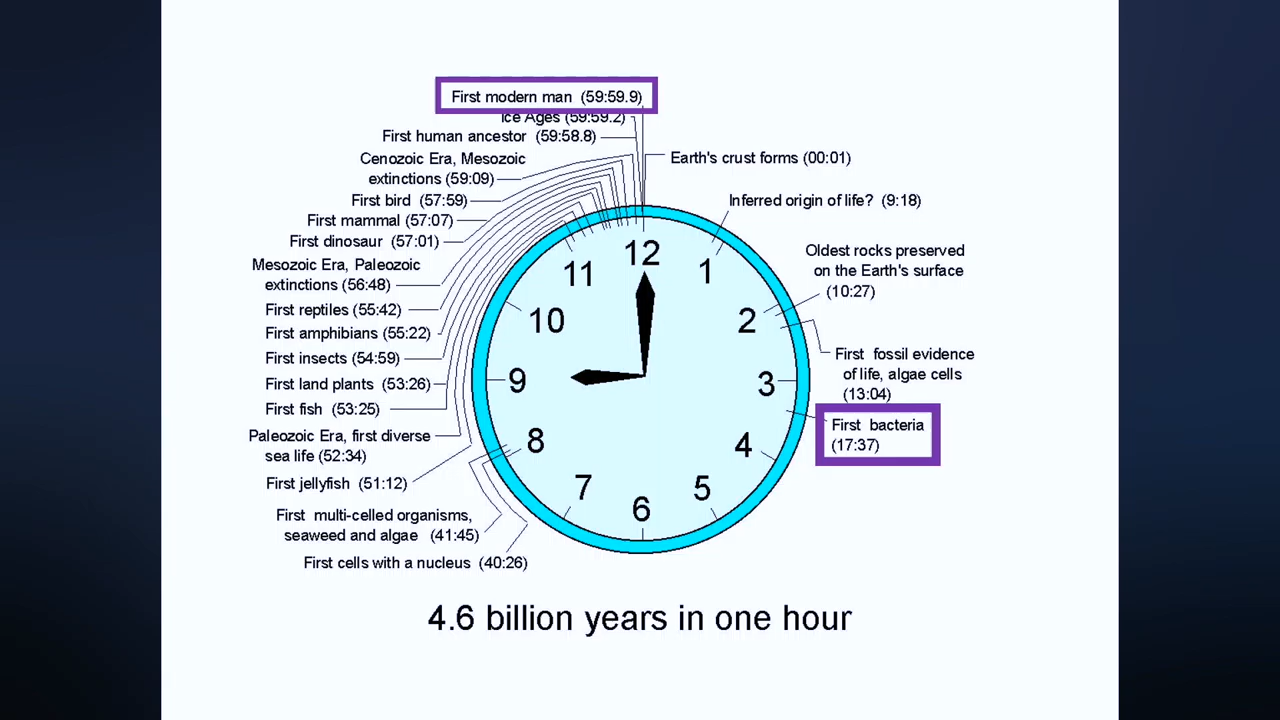 First modern man (59:59.9)
Ice Ages (59:59.2)
First human ancestor (59:58.8)
Cenozoic Era, Mesozoic
extinctions (59:09)
First bird (57:59)
First mammal (57:07)
First dinosaur (57:01)
Mesozoic Era, Paleozoic
extinctions (56:48)
First reptiles (55:42)
First amphibians (55:22)
First insects (54:59)
First land plants (53:26)
First fish (53:25)
Paleozoic Era, first diverse
sea life (52:34)
First jellyfish (51:12)
First multi-celled organisms,
seaweed and algae (41:45)
First cells with a nucleus (40:26)
Earth's crust forms (00:01)
Inferred origin of life? (9:18)
Oldest rocks preserved
on the Earth's surface
(10:27)
First fossil evidence
of life, algae cells
(13:04)
First bacteria
(17:37)
12
1
2
3
4
5
6
7
8
9
10
11
4.6 billion years in one hour